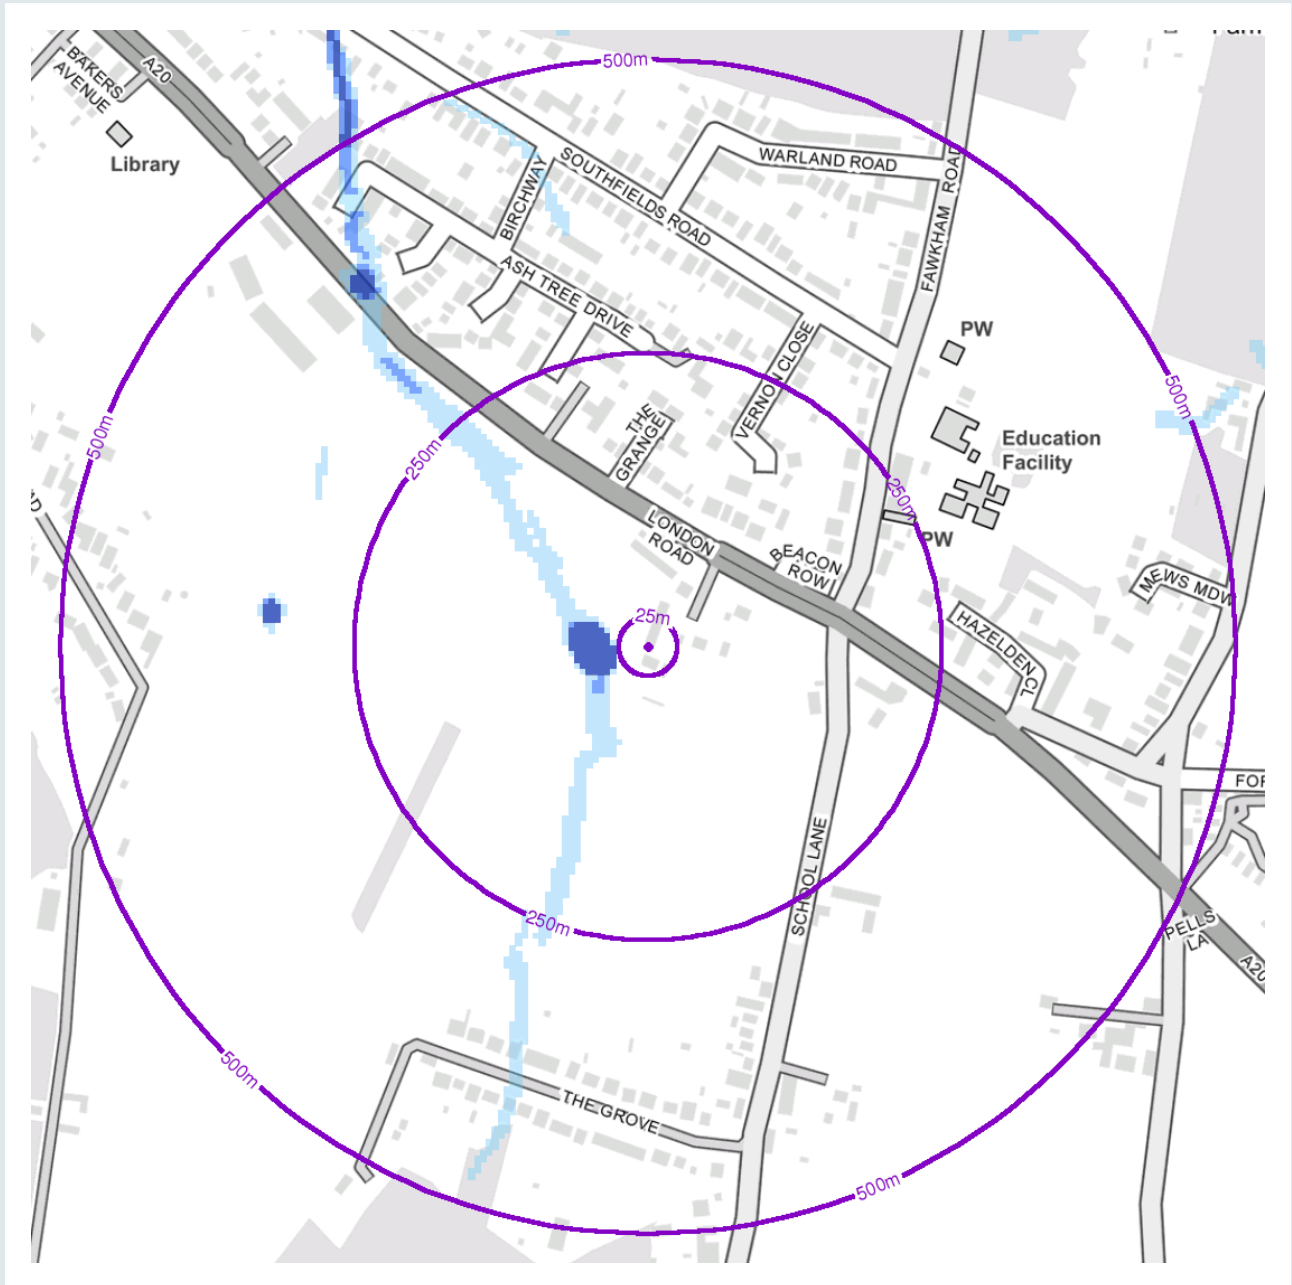 Farm
500m
BAKERS
AVENUE
A20
Library
BIRCHWAY
SOUTHFIELDS ROAD
WARLAND ROAD
FAWKHAM ROAD
ASH TREE DRIVE
PW
500m
500m
VERNON CLOSE
THE
GRANGE
250m
Education
Facility
250m
LONDON
ROAD
PW
BEACON
ROW
MEWS MDW
25m
HAZELDEN CL
FOR
SCHOOL LANE
250m
PELLS
LA
A20
500m
THE GROVE
500m